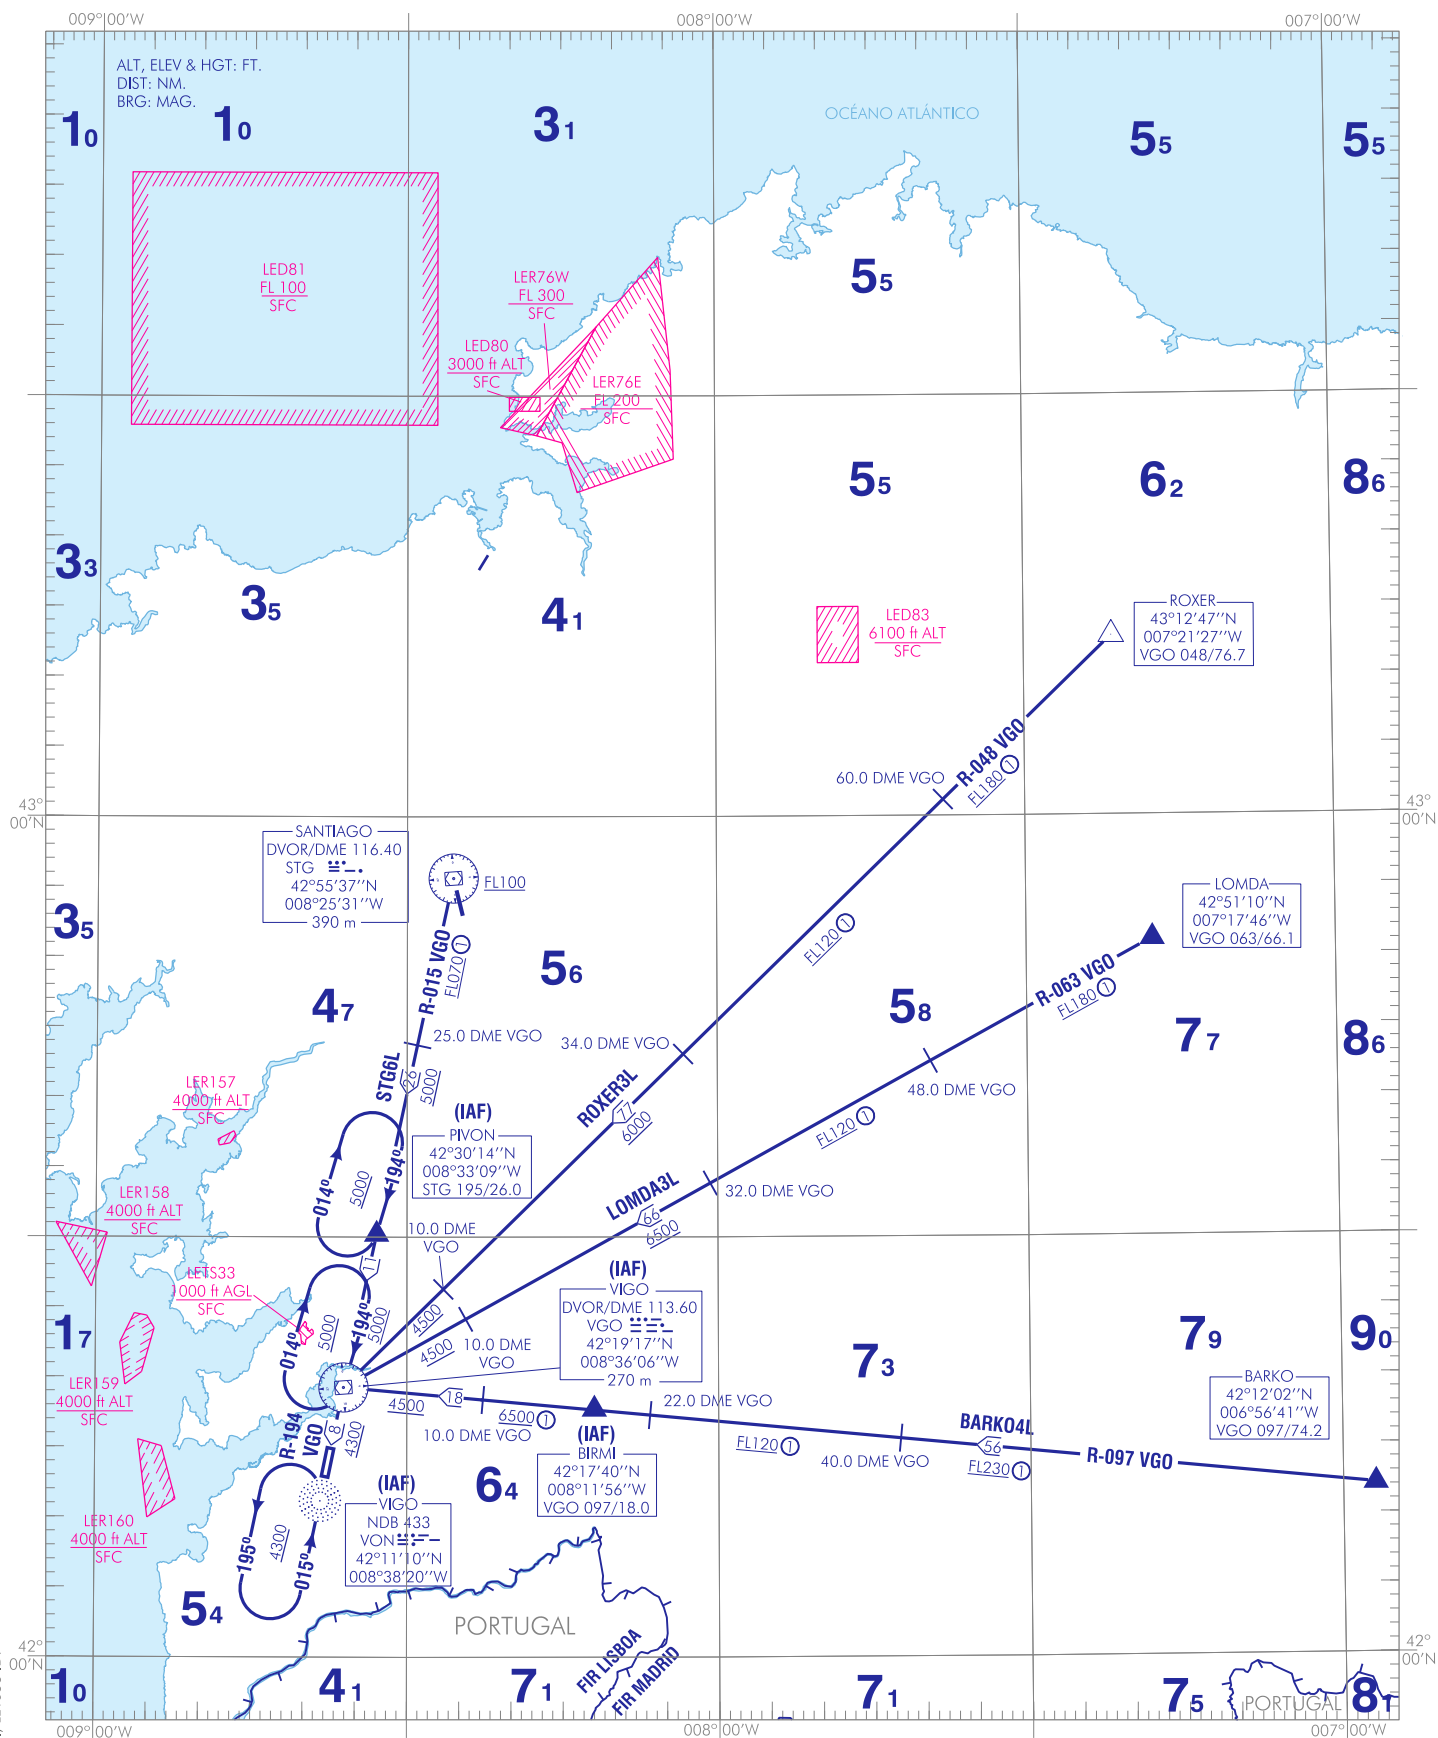 009°00'W
008°00'W
007°00'W
ALT, ELEV & HGT: FT.
DIST: NM.
BRG: MAG.
10
10
31
OCÉANO ATLÁNTICO
55
55
LED81
FL 100
SFC
LER76W
FL 300
SFC
55
LED80
3000 ft ALT
SFC
LER76E
FL 200
SFC
55
62
86
33
35
41
LED83
6100 ft ALT
SFC
ROXER
43°12'47''N
007°21'27''W
VGO 048/76.7
R-048 VGO
FL180 1
60.0 DME VGO
43°
00'N
43°
00'N
SANTIAGO
DVOR/DME 116.40
STG
42°55'37''N
008°25'31''W
390 m
FL100
LOMDA
42°51'10''N
007°17'46''W
VGO 063/66.1
35
R-015 VGO
FL070 1
FL120 1
56
R-063 VGO
FL180 1
47
58
77
86
25.0 DME VGO
34.0 DME VGO
48.0 DME VGO
STG6L
26
5000
LER157
4000 ft ALT
SFC
ROXER3L
77
6000
FL120 1
(IAF)
PIVON
42°30'14''N
008°33'09''W
STG 195/26.0
014°
5000
194°
LER158
4000 ft ALT
SFC
LOMDA3L
66
6500
32.0 DME VGO
10.0 DME
VGO
11
LETS33
1000 ft AGL
SFC
(IAF)
VIGO
DVOR/DME 113.60
VGO
42°19'17''N
008°36'06''W
270 m
014°
5000
194°
5000
4500
4500
10.0 DME
VGO
17
73
79
90
LER159
4000 ft ALT
SFC
BARKO
42°12'02''N
006°56'41''W
VGO 097/74.2
4500
18
6500 1
10.0 DME VGO
22.0 DME VGO
FL120 1
40.0 DME VGO
BARKO4L
56
FL230 1
R-097 VGO
R-194
VGO
8
4300
(IAF)
BIRMI
42°17'40''N
008°11'56''W
VGO 097/18.0
64
(IAF)
VIGO
NDB 433
VON
42°11'10''N
008°38'20''W
LER160
4000 ft ALT
SFC
195°
4300
015°
54
PORTUGAL
FIR LISBOA
FIR MADRID
42°
00'N
42°
00'N
10
41
71
71
75
PORTUGAL
81
009°00'W
008°00'W
007°00'W